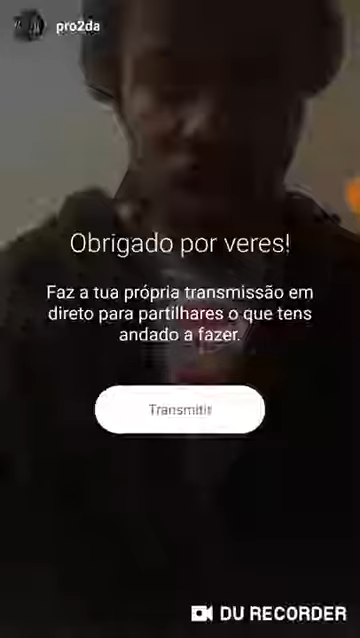 pro2da
Obrigado por veres!
Faz a tua própria transmissão em
direto para partilhares o que tens
andado a fazer.
Transmitir
DU RECORDER